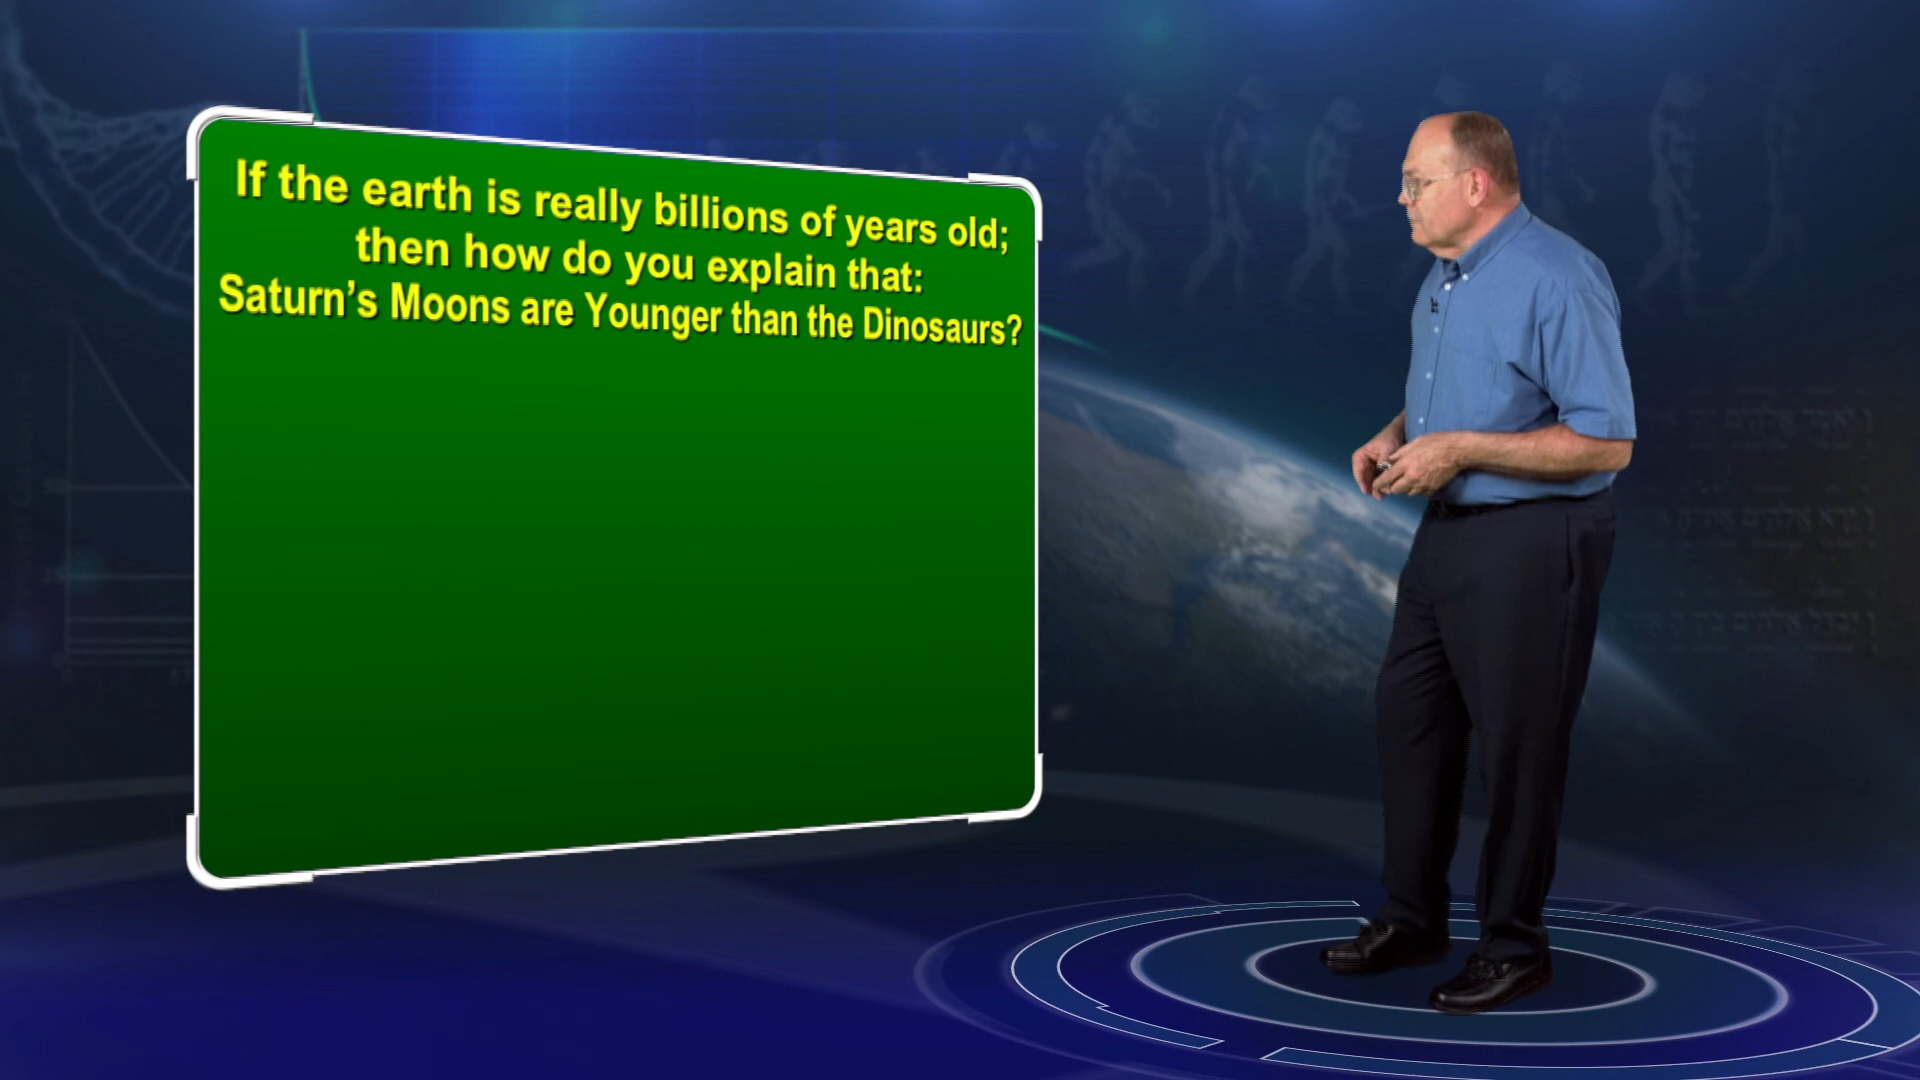 If the earth is really billions of years old;
then how do you explain that:
Saturn's Moons are Younger than the Dinosaurs?